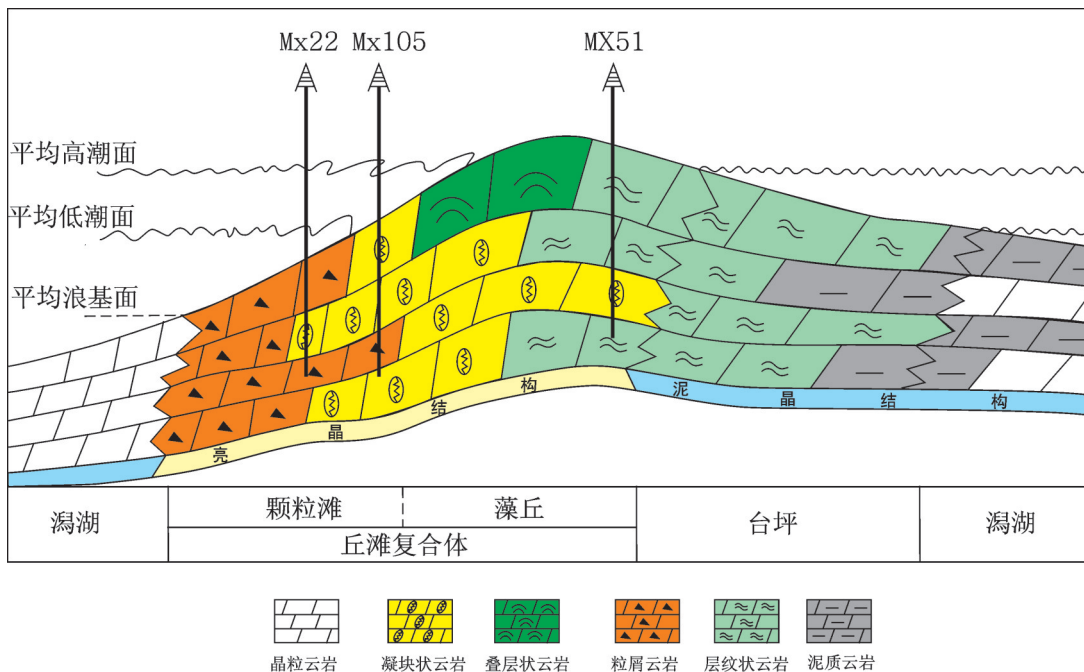 Mx22 Mx105 MX51
平均高潮面
平均低潮面
平均浪基面
亮晶结构
泥晶结构
潟湖 颗粒滩 藻丘 台坪 潟湖
丘滩复合体
晶粒云岩 凝块状云岩 叠层状云岩 粒屑云岩 层纹状云岩 泥质云岩